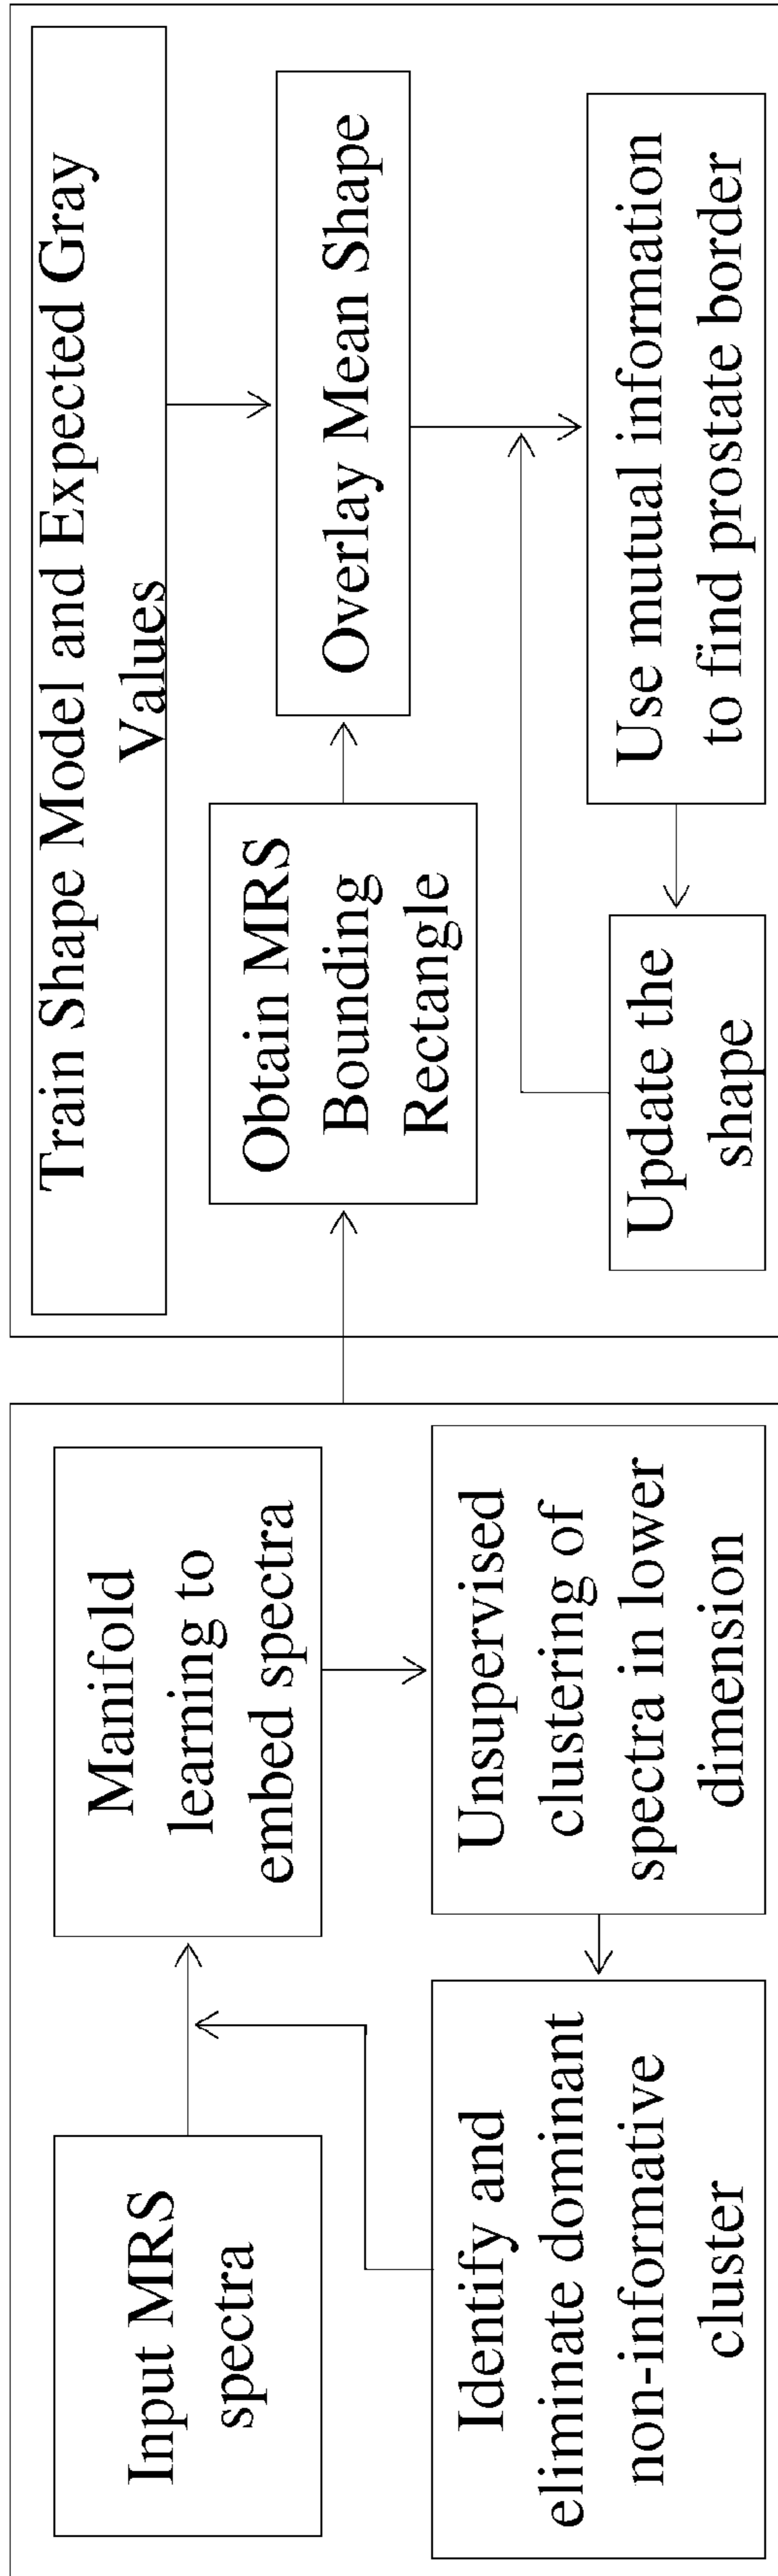 Input MRS
spectra
Manifold
learning to
embed spectra
Unsupervised
clustering of
spectra in lower
dimension
Identify and
eliminate dominant
non-informative
cluster
Train Shape Model and Expected Gray
Values
Obtain MRS
Bounding
Rectangle
Overlay Mean Shape
Use mutual information
to find prostate border
Update the
shape